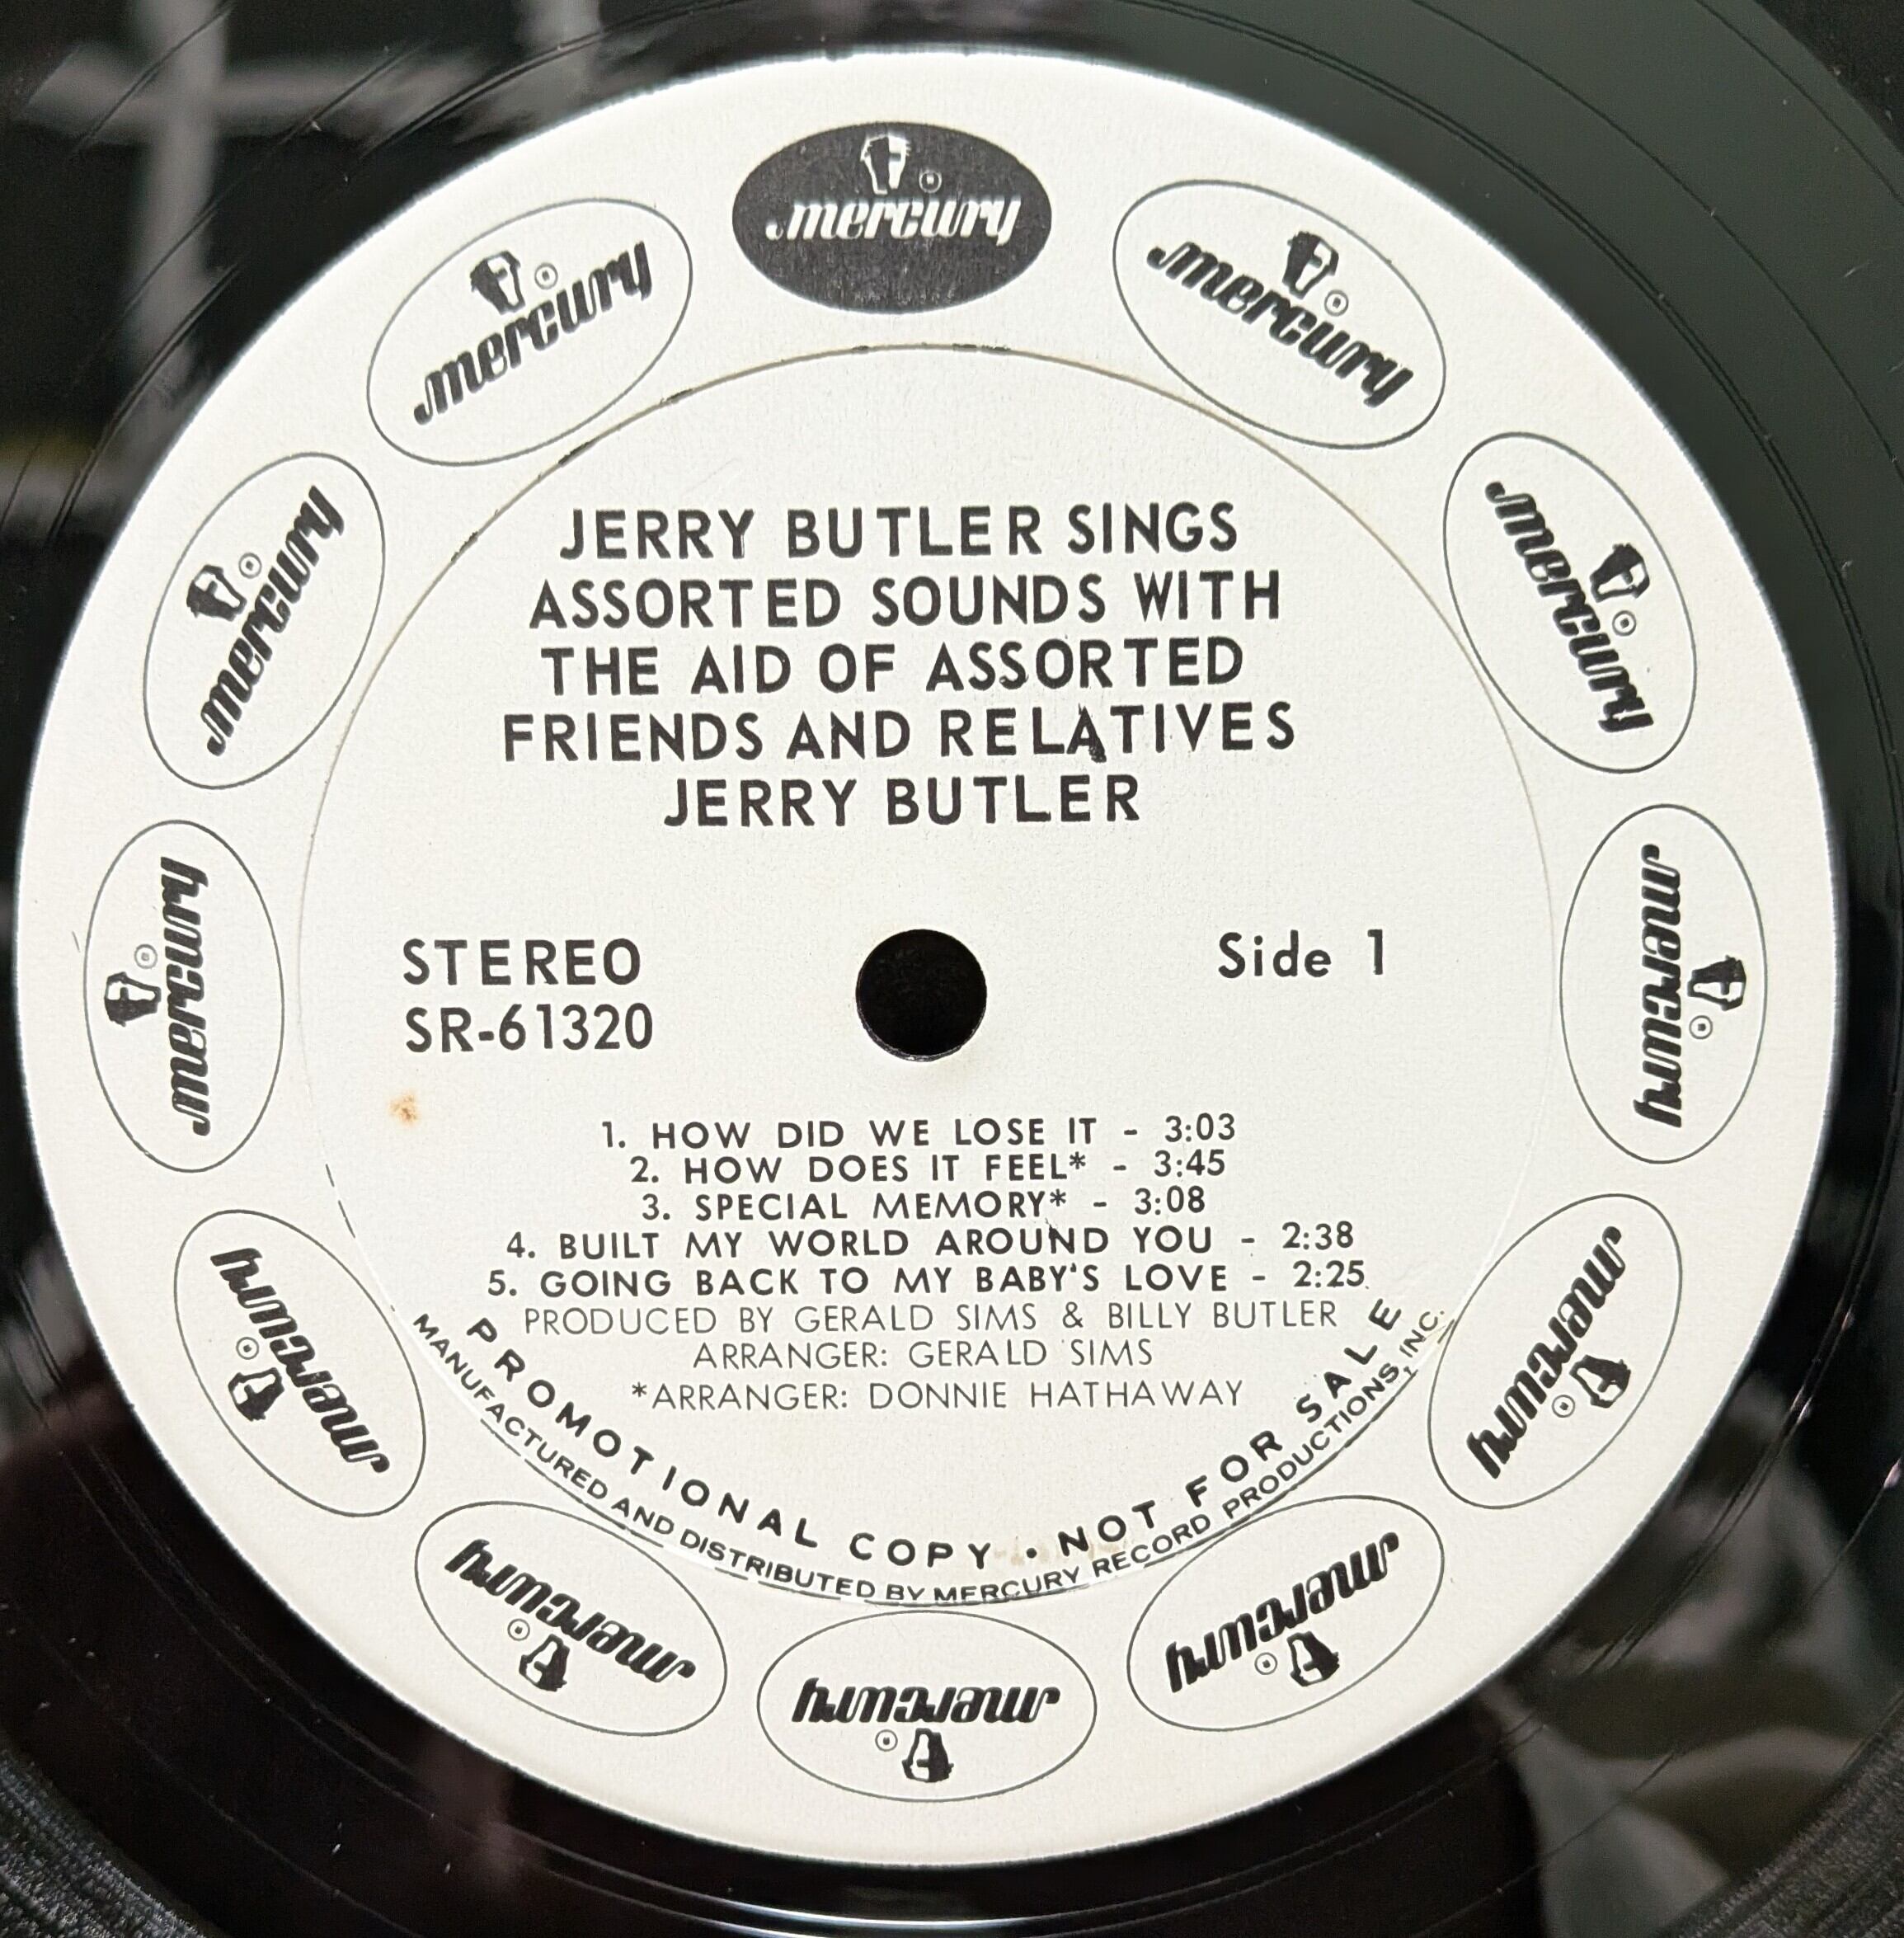 mercury
mercury
mercury
mercury
mercury
mercury
mercury
mercury
mercury
mercury
mercury
mercury
JERRY BUTLER SINGS
ASSORTED SOUNDS WITH
THE AID OF ASSORTED
FRIENDS AND RELATIVES
JERRY BUTLER
STEREO
SR-61320
Side 1
1. HOW DID WE LOSE IT - 3:03
2. HOW DOES IT FEEL* - 3:45
3. SPECIAL MEMORY* - 3:08
4. BUILT MY WORLD AROUND YOU - 2:38
5. GOING BACK TO MY BABY'S LOVE - 2:25
PRODUCED BY GERALD SIMS & BILLY BUTLER
ARRANGER: GERALD SIMS
*ARRANGER: DONNIE HATHAWAY
PROMOTIONAL COPY • NOT FOR SALE
MANUFACTURED AND DISTRIBUTED BY MERCURY RECORD PRODUCTIONS, INC.